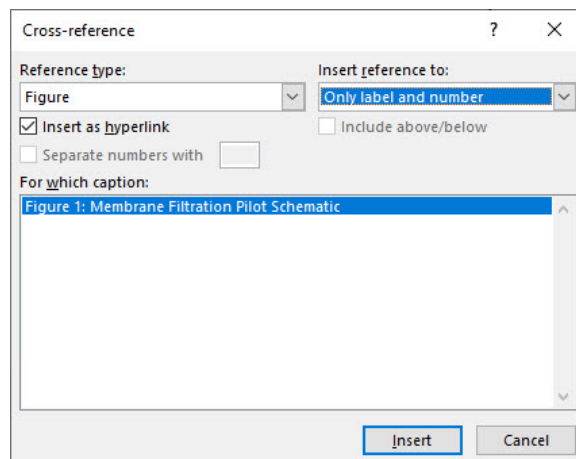 Cross-reference ?
Reference type:
Insert reference to:
Figure
Only label and number
Insert as hyperlink
Include above/below
Separate numbers with
For which caption:
Figure 1: Membrane Filtration Pilot Schematic
Insert
Cancel